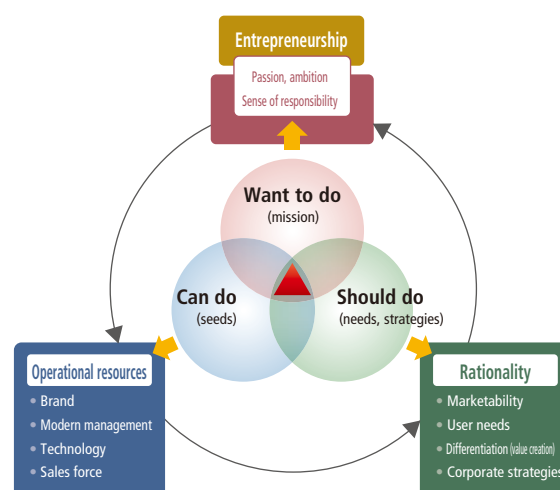 Entrepreneurship
Passion, ambition
Sense of responsibility
Want to do
(mission)
Can do
(seeds)
Should do
(needs, strategies)
Operational resources
• Brand
• Modern management
• Technology
• Sales force
Rationality
• Marketability
• User needs
• Differentiation (value creation)
• Corporate strategies